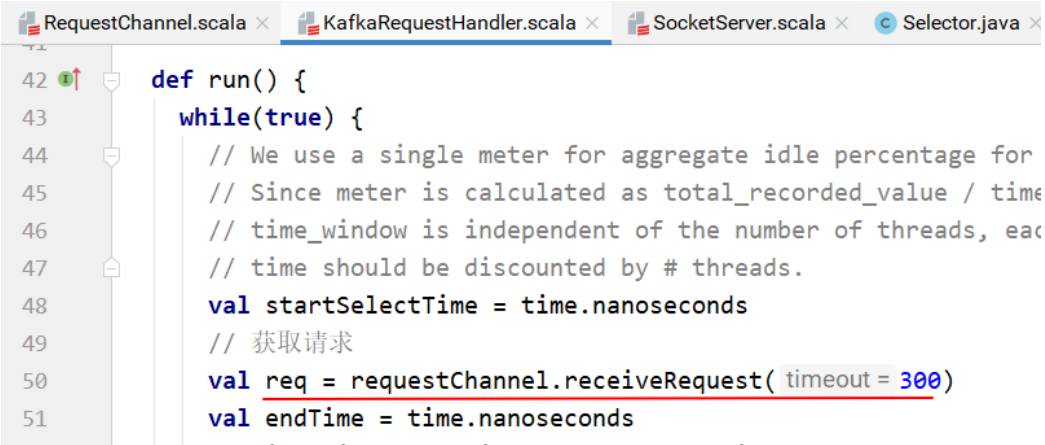 RequestChannel.scala × KafkaRequestHandler.scala × SocketServer.scala × C Selector.java ×
41
42 I def run() {
43 while(true) {
44 // We use a single meter for aggregate idle percentage for
45 // Since meter is calculated as total_recorded_value / time
46 // time_window is independent of the number of threads, eac
47 // time should be discounted by # threads.
48 val startSelectTime = time.nanoseconds
49 // 获取请求
50 val req = requestChannel.receiveRequest( timeout = 300)
51 val endTime = time.nanoseconds